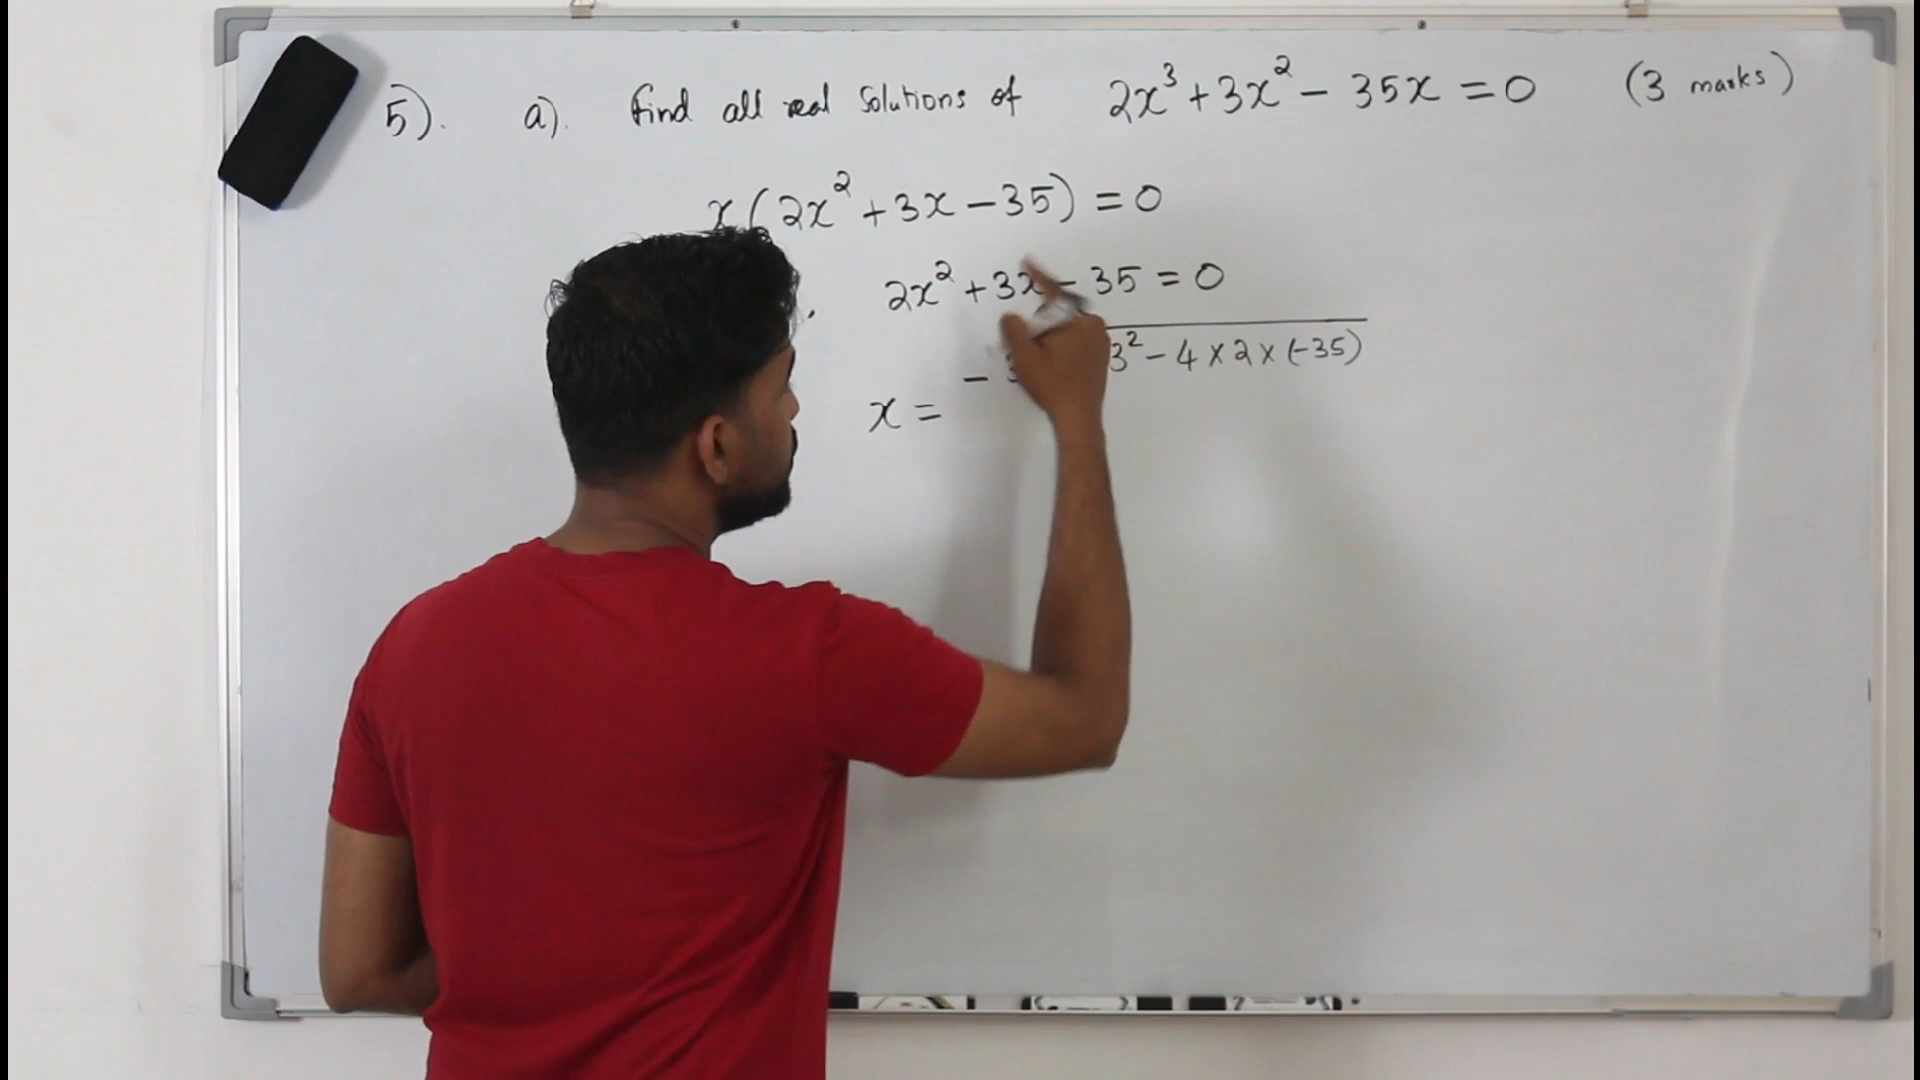 5). a). find all real solutions of 2x³ + 3x² - 35x = 0 (3 marks)
x(2x² + 3x - 35) = 0
2x² + 3x - 35 = 0
x = - 3 3² - 4 × 2 × (-35)